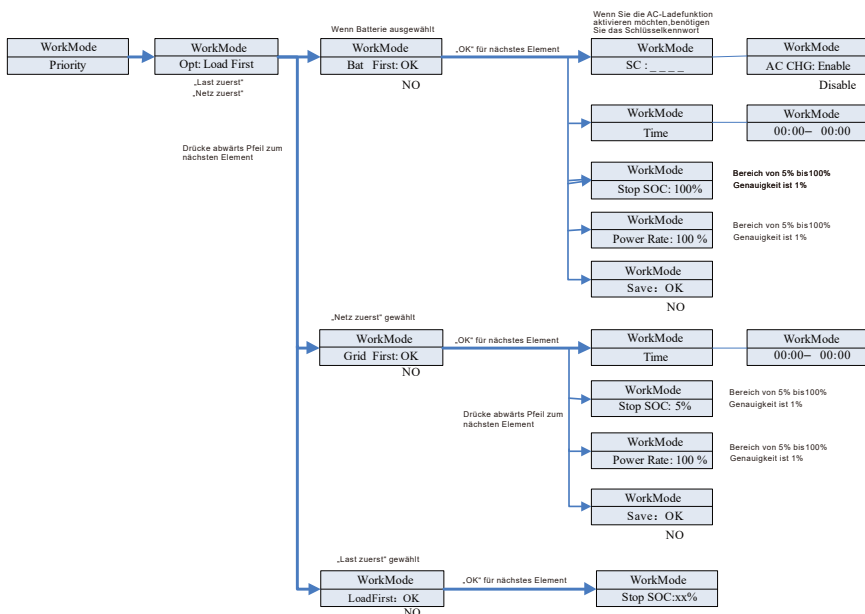 Wenn Sie die AC-Ladefunktion
aktivieren möchten,benötigen
Sie das Schlüsselkennwort
Wenn Batterie ausgewählt
WorkMode
Priority
WorkMode
Opt: Load First
„Last zuerst“
„Netz zuerst“
WorkMode
Bat First: OK
NO
„OK“ für nächstes Element
WorkMode
SC : _ _ _ _
WorkMode
AC CHG: Enable
Disable
WorkMode
Time
WorkMode
00:00– 00:00
Drücke abwärts Pfeil zum
nächsten Element
WorkMode
Stop SOC: 100%
Bereich von 5% bis100%
Genauigkeit ist 1%
WorkMode
Power Rate: 100 %
Bereich von 5% bis100%
Genauigkeit ist 1%
WorkMode
Save: OK
NO
„Netz zuerst“ gewählt
WorkMode
Grid First: OK
NO
„OK“ für nächstes Element
WorkMode
Time
WorkMode
00:00– 00:00
WorkMode
Stop SOC: 5%
Bereich von 5% bis100%
Genauigkeit ist 1%
Drücke abwärts Pfeil zum
nächsten Element
WorkMode
Power Rate: 100 %
Bereich von 5% bis100%
Genauigkeit ist 1%
WorkMode
Save: OK
NO
„Last zuerst“ gewählt
WorkMode
LoadFirst: OK
NO
„OK“ für nächstes Element
WorkMode
Stop SOC:xx%